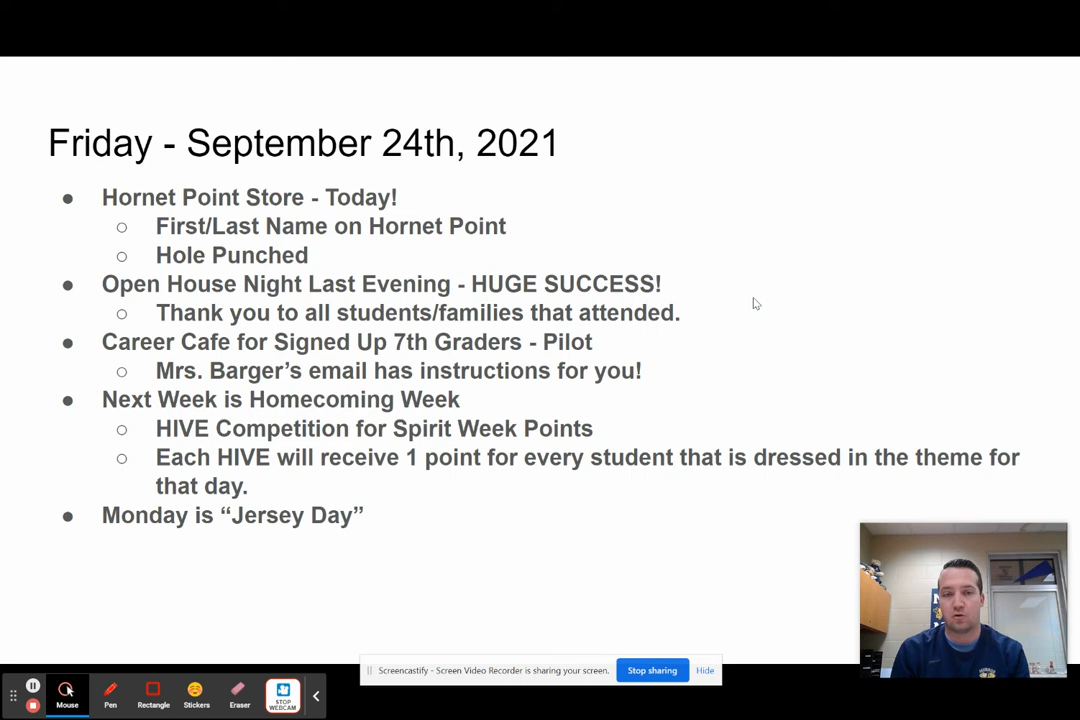 Friday - September 24th, 2021
● Hornet Point Store - Today!
○ First/Last Name on Hornet Point
○ Hole Punched
● Open House Night Last Evening - HUGE SUCCESS!
○ Thank you to all students/families that attended.
● Career Cafe for Signed Up 7th Graders - Pilot
○ Mrs. Barger’s email has instructions for you!
● Next Week is Homecoming Week
○ HIVE Competition for Spirit Week Points
○ Each HIVE will receive 1 point for every student that is dressed in the theme for
that day.
● Monday is “Jersey Day”
Screencastify - Screen Video Recorder is sharing your screen. Stop sharing Hide
Mouse Pen Rectangle Stickers Eraser STOP
WEBCAM